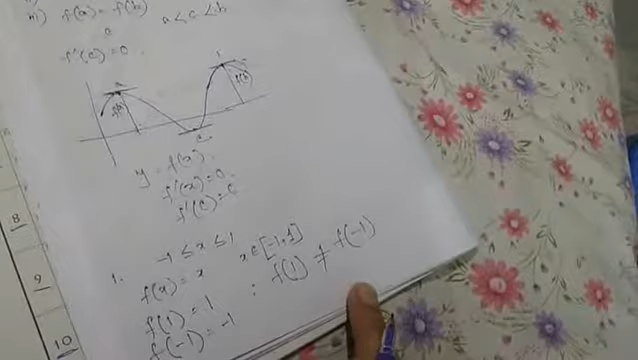 iii) f(a) = f(b)
a < c < b
f'(c) = 0.
f(a)
f(b)
c
y = f(x)
f'(x) = 0.
f'(c) = 0
1. -1 ≤ x ≤ 1
f(x) = x x ∈ [-1, 1]
f(1) = 1 ; f(1) ≠ f(-1)
f(-1) = -1
8
9
10